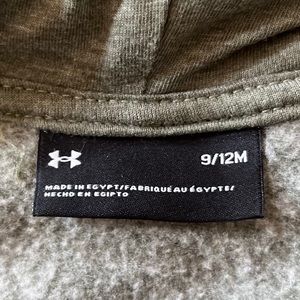 9/12M
MADE IN EGYPT/FABRIQUÉ AU ÉGYPTE/
HECHO EN EGIPTO